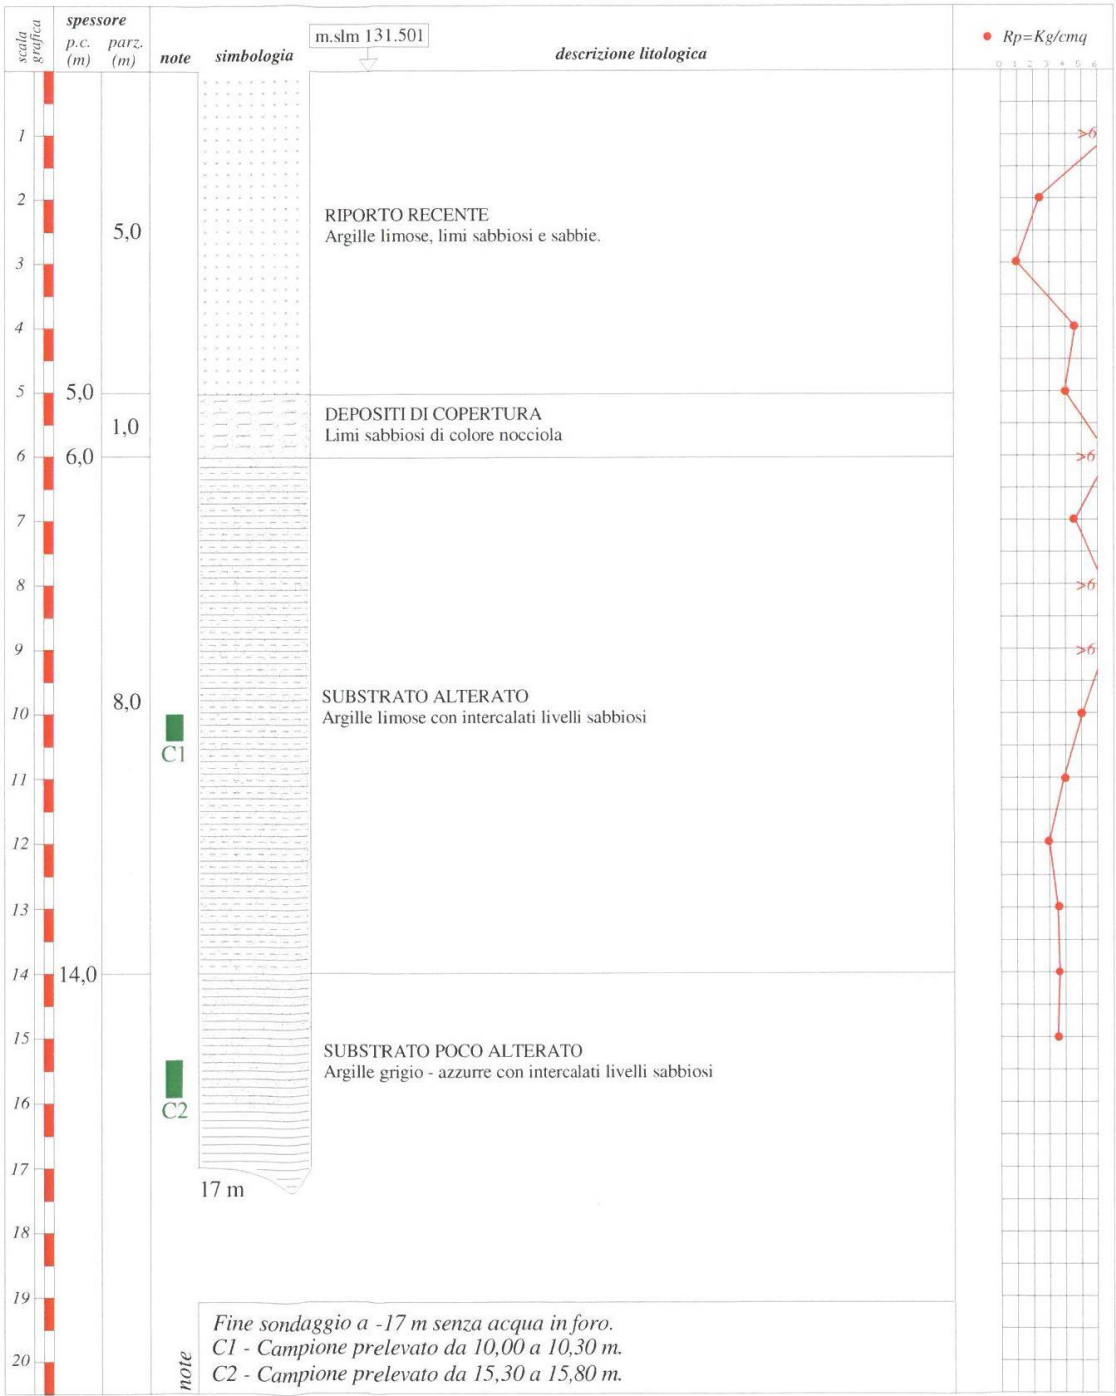 scala grafica
spessore
p.c. (m)
parz. (m)
note
simbologia
m.slm 131.501
descrizione litologica
Rp=Kg/cmq
0 1 2 3 4 5 6
1
>6
2
RIPORTO RECENTE
5,0
Argille limose, limi sabbiosi e sabbie.
3
4
5
5,0
DEPOSITI DI COPERTURA
1,0
Limi sabbiosi di colore nocciola
6
6,0
>6
7
8
>6
9
>6
8,0
SUBSTRATO ALTERATO
Argille limose con intercalati livelli sabbiosi
10
C1
11
12
13
14
14,0
15
SUBSTRATO POCO ALTERATO
Argille grigio - azzurre con intercalati livelli sabbiosi
16
C2
17
17 m
18
19
note
Fine sondaggio a -17 m senza acqua in foro.
C1 - Campione prelevato da 10,00 a 10,30 m.
20
C2 - Campione prelevato da 15,30 a 15,80 m.